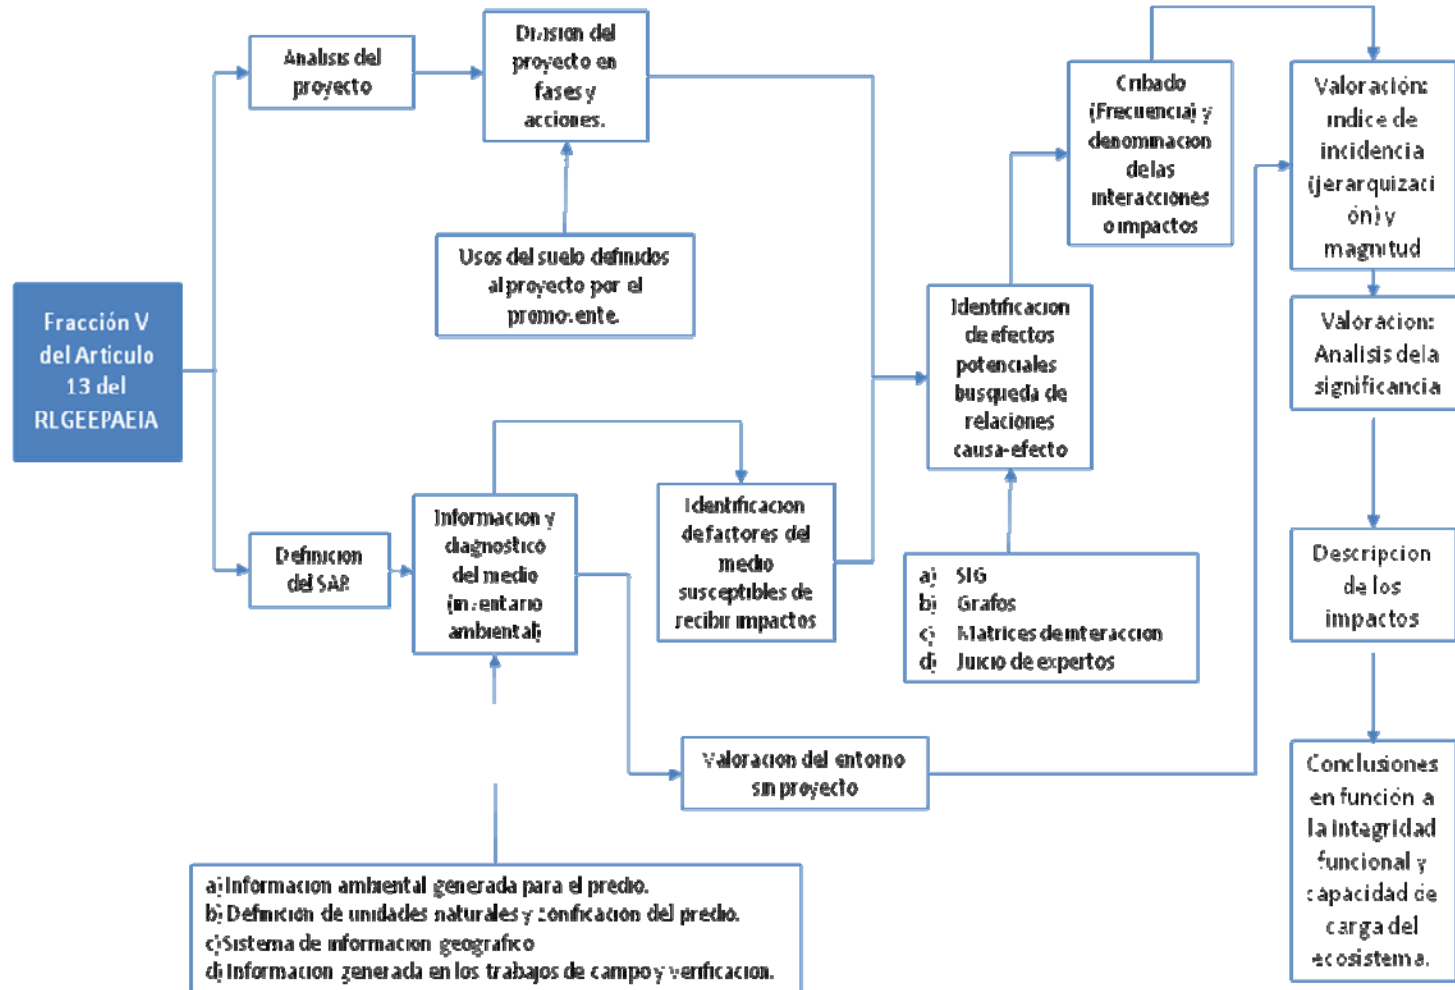 Fracción V
del Articulo
13 del
RLGEEPAEIA
Analisis del
proyecto
Division del
proyecto en
fases y
acciones.
Usos del suelo definidos
al proyecto por el
promovente.
Definicion
del SAR
Informacion y
diagnostico
del medio
(inventario
ambiental)
Identificacion
de factores del
medio
susceptibles de
recibir impactos
Identificacion
de efectos
potenciales
busqueda de
relaciones
causa-efecto
a) SIG
b) Grafos
c) Matrices de interaccion
d) Juicio de expertos
Valoracion del entorno
sin proyecto
a) Informacion ambiental generada para el predio.
b) Definición de unidades naturales y zonificación del predio.
c) Sistema de informacion geografico
d) Informacion generada en los trabajos de campo y verificacion.
Cribado
(Frecuencia) y
denominacion
de las
interacciones
o impactos
Valoración:
indice de
incidencia
(jerarquizaci
ón) y
magnitud
Valoracion:
Analisis de la
significancia
Descripcion
de los
impactos
Conclusiones
en función a
la integridad
funcional y
capacidad de
carga del
ecosistema.